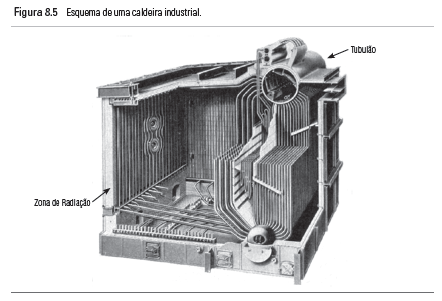 Figura 8.5 Esquema de uma caldeira industrial.
Tubulão
Zona de Radiação